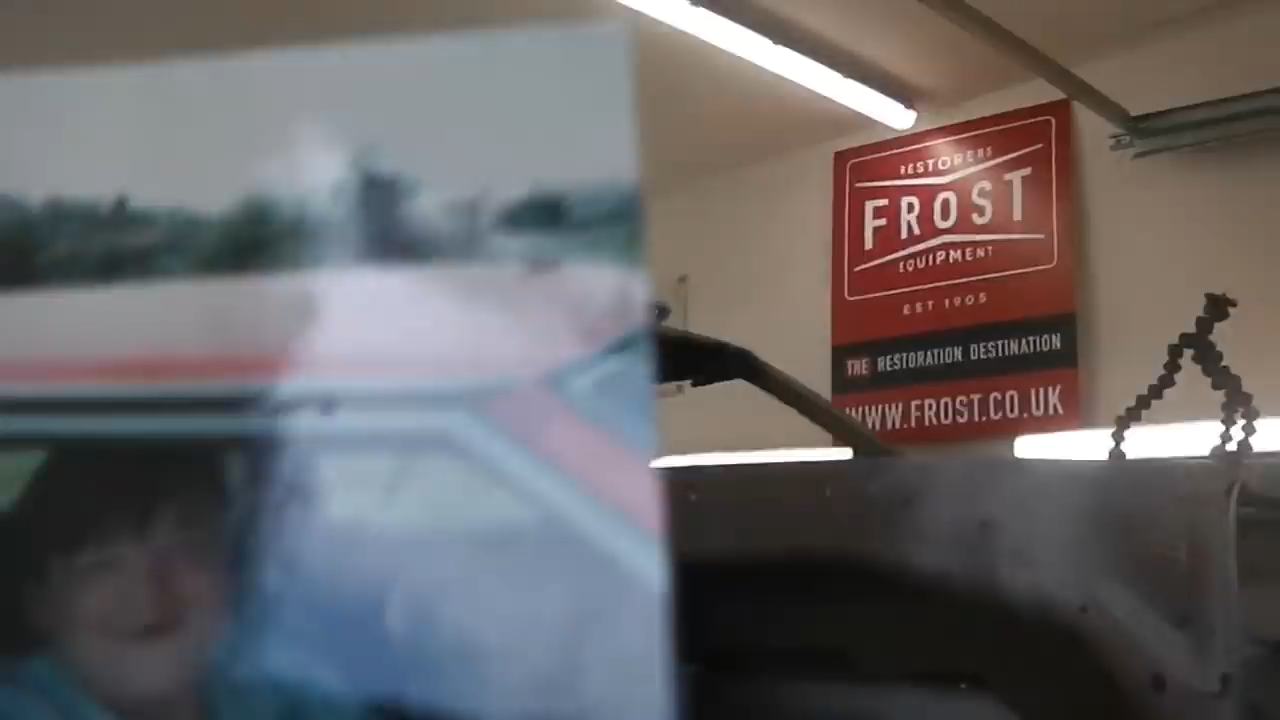 RESTORERS
FROST
EQUIPMENT
EST 1905
THE RESTORATION DESTINATION
WWW.FROST.CO.UK